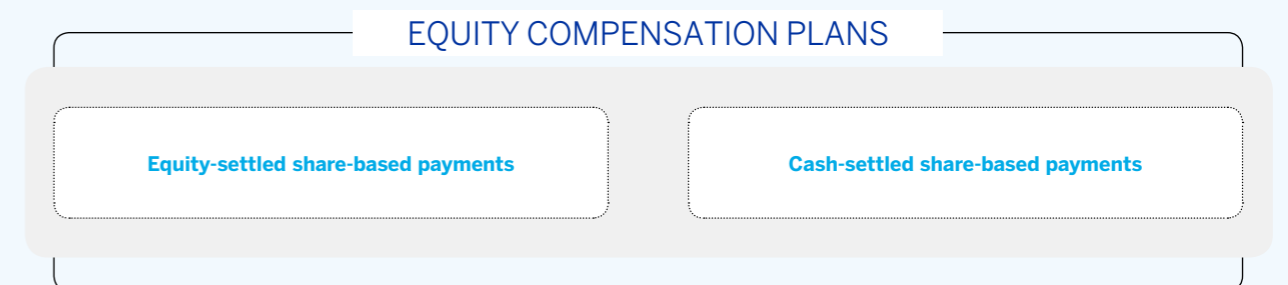 EQUITY COMPENSATION PLANS
Equity-settled share-based payments
Cash-settled share-based payments